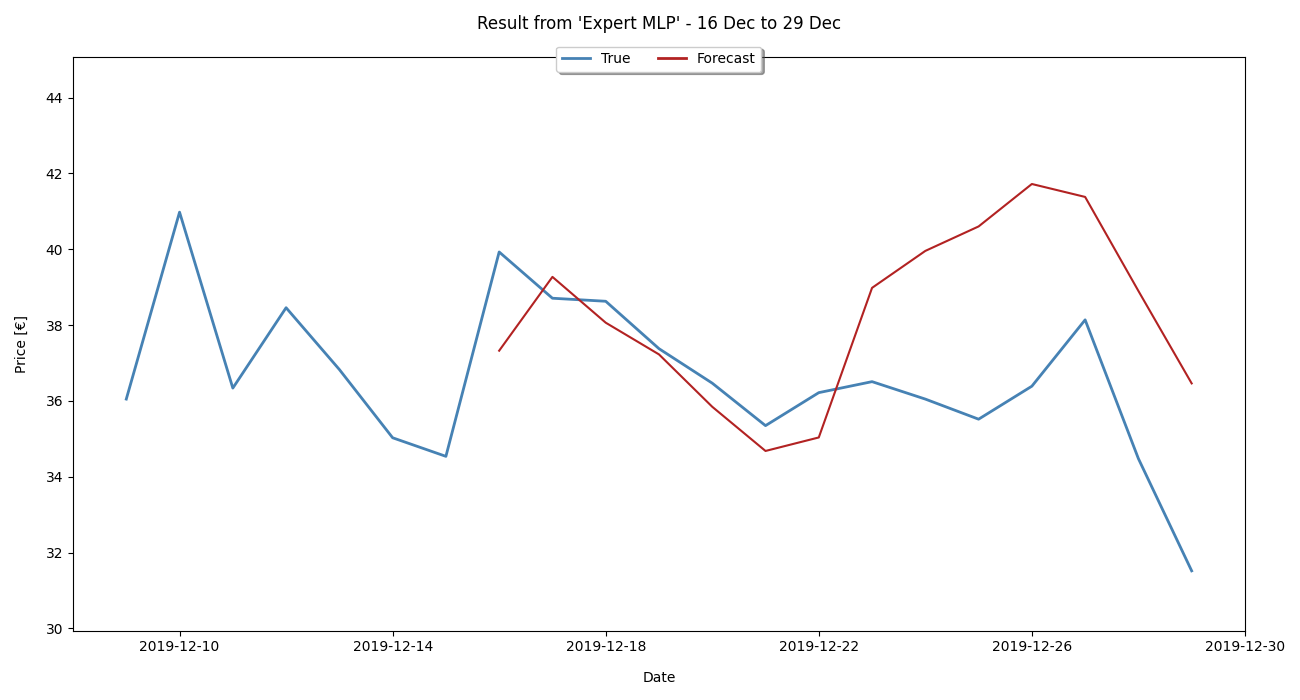 Result from 'Expert MLP' - 16 Dec to 29 Dec
True Forecast
44
42
40
38
36
34
32
30
Price [€]
2019-12-10 2019-12-14 2019-12-18 2019-12-22 2019-12-26 2019-12-30
Date